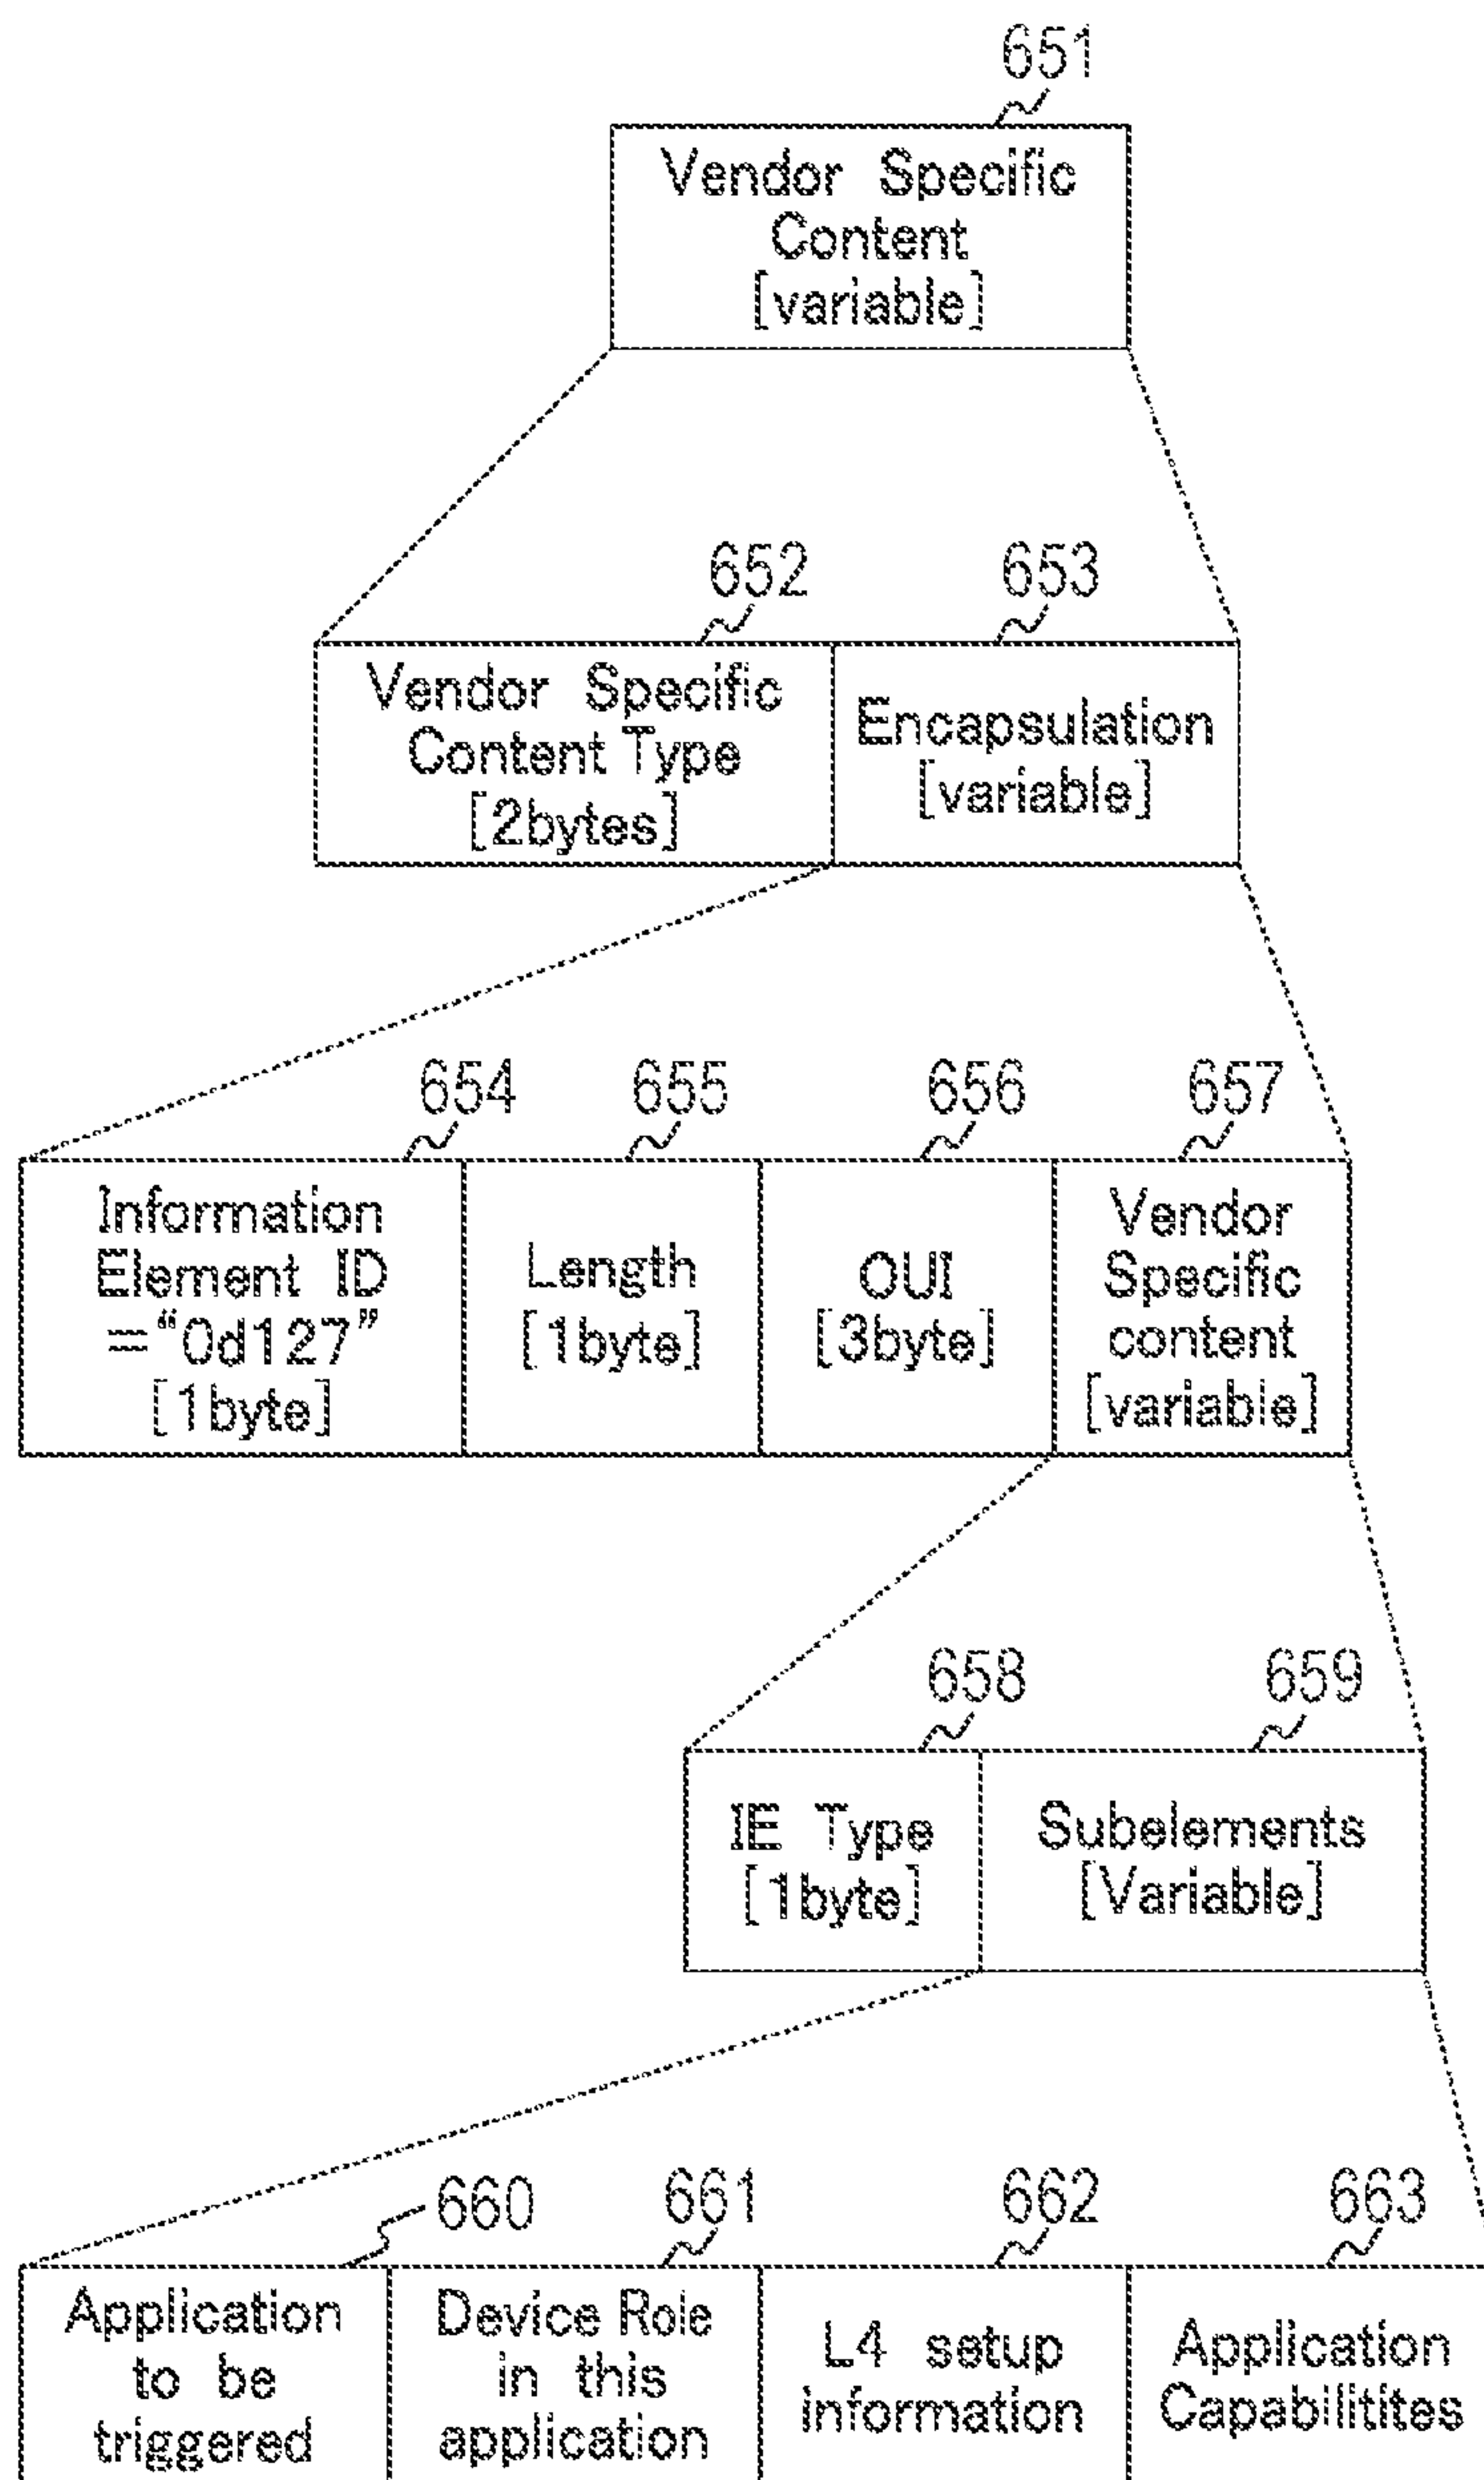 651
Vendor Specific
Content
[variable]
652
653
Vendor Specific
Content Type
[2bytes]
Encapsulation
[variable]
654
655
656
657
Information
Element ID
="0d127"
[1byte]
Length
[1byte]
OUI
[3byte]
Vendor
Specific
content
[variable]
658
659
IE Type
[1byte]
Subelements
[Variable]
660
661
662
663
Application
to be
triggered
Device Role
in this
application
L4 setup
information
Application
Capabilitites